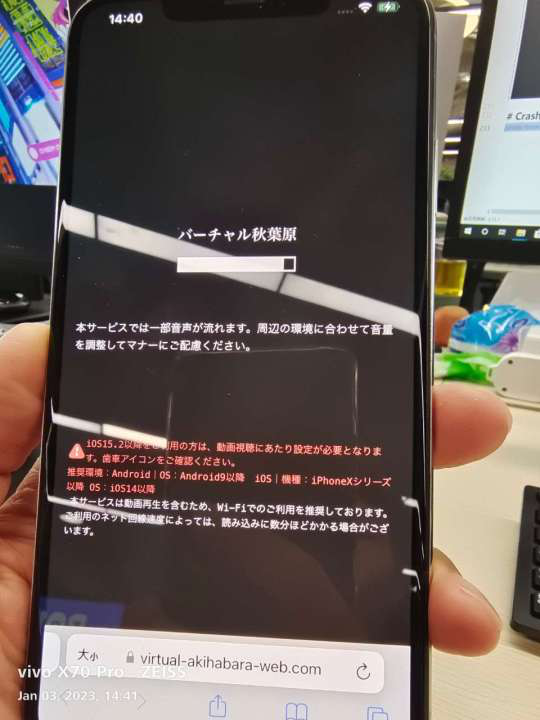 14:40
# Crash
バーチャル秋葉原
本サービスでは一部音声が流れます。周辺の環境に合わせて音量
を調整してマナーにご配慮ください。
iOS15.2以降をご利用の方は、動画視聴にあたり設定が必要となりま
す。歯車アイコンをご確認ください。
推奨環境：Android｜OS：Android9以降 iOS｜機種：iPhoneXシリーズ
以降 OS：iOS14以降
本サービスは動画再生を含むため、Wi-Fiでのご利用を推奨しております。
ご利用のネット回線速度によっては、読み込みに数分ほどかかる場合がござ
います。
大小 virtual-akihabara-web.com
vivo X70 Pro ZEISS
Jan 03, 2023, 14:41